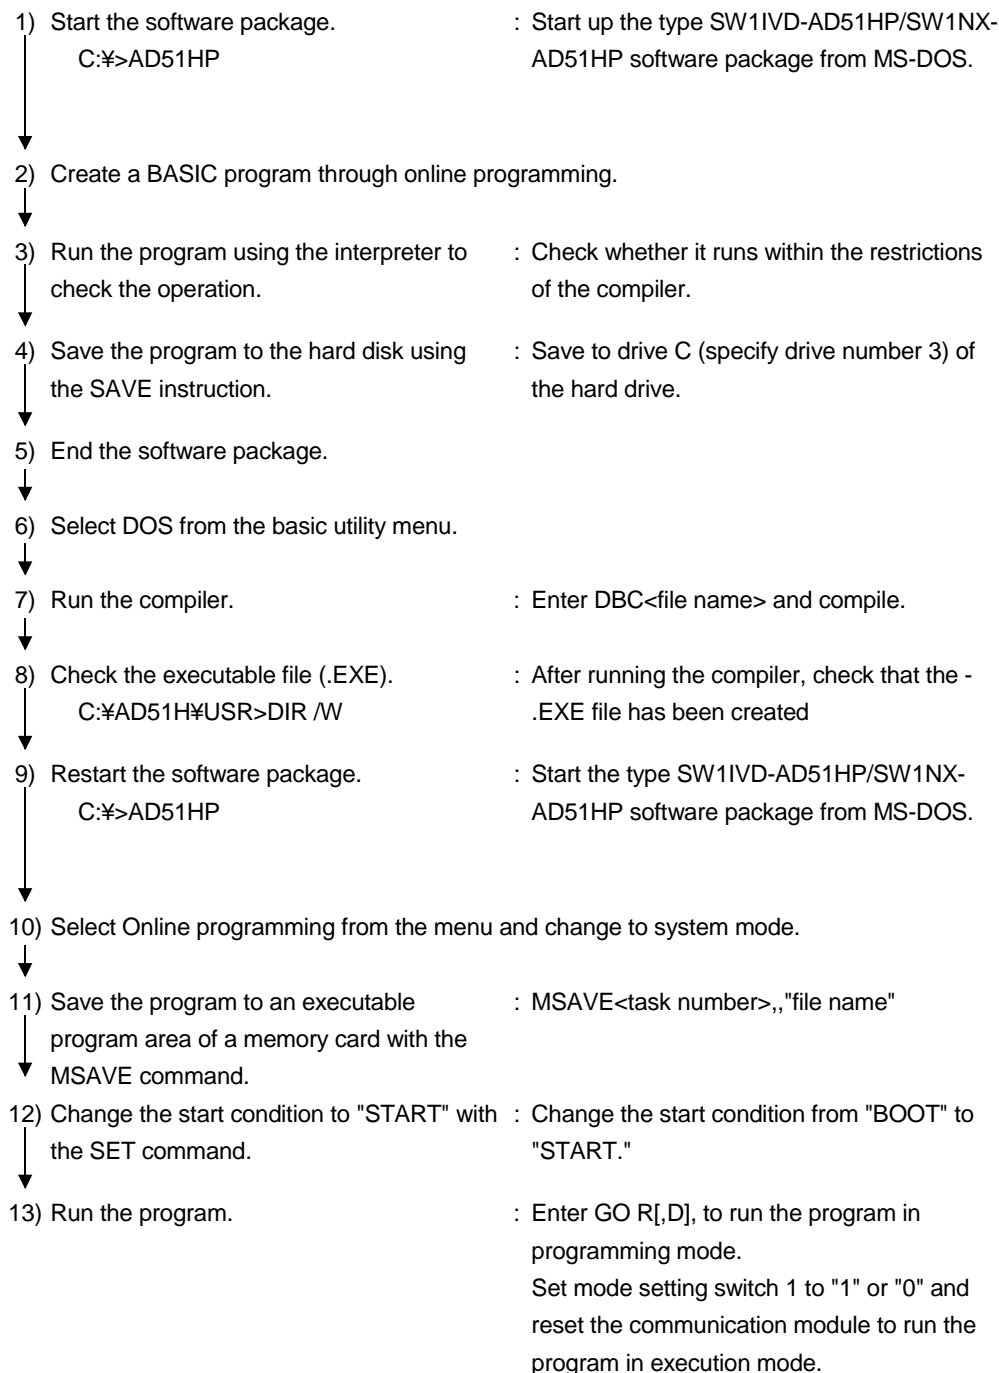 1) Start the software package. : Start up the type SW1IVD-AD51HP/SW1NX-
C:¥>AD51HP AD51HP software package from MS-DOS.
2) Create a BASIC program through online programming.
3) Run the program using the interpreter to : Check whether it runs within the restrictions
check the operation. of the compiler.
4) Save the program to the hard disk using : Save to drive C (specify drive number 3) of
the SAVE instruction. the hard drive.
5) End the software package.
6) Select DOS from the basic utility menu.
7) Run the compiler. : Enter DBC<file name> and compile.
8) Check the executable file (.EXE). : After running the compiler, check that the -
C:¥AD51H¥USR>DIR /W .EXE file has been created
9) Restart the software package. : Start the type SW1IVD-AD51HP/SW1NX-
C:¥>AD51HP AD51HP software package from MS-DOS.
10) Select Online programming from the menu and change to system mode.
11) Save the program to an executable : MSAVE<task number>,,"file name"
program area of a memory card with the
MSAVE command.
12) Change the start condition to "START" with : Change the start condition from "BOOT" to
the SET command. "START."
13) Run the program. : Enter GO R[,D], to run the program in
programming mode.
Set mode setting switch 1 to "1" or "0" and
reset the communication module to run the
program in execution mode.